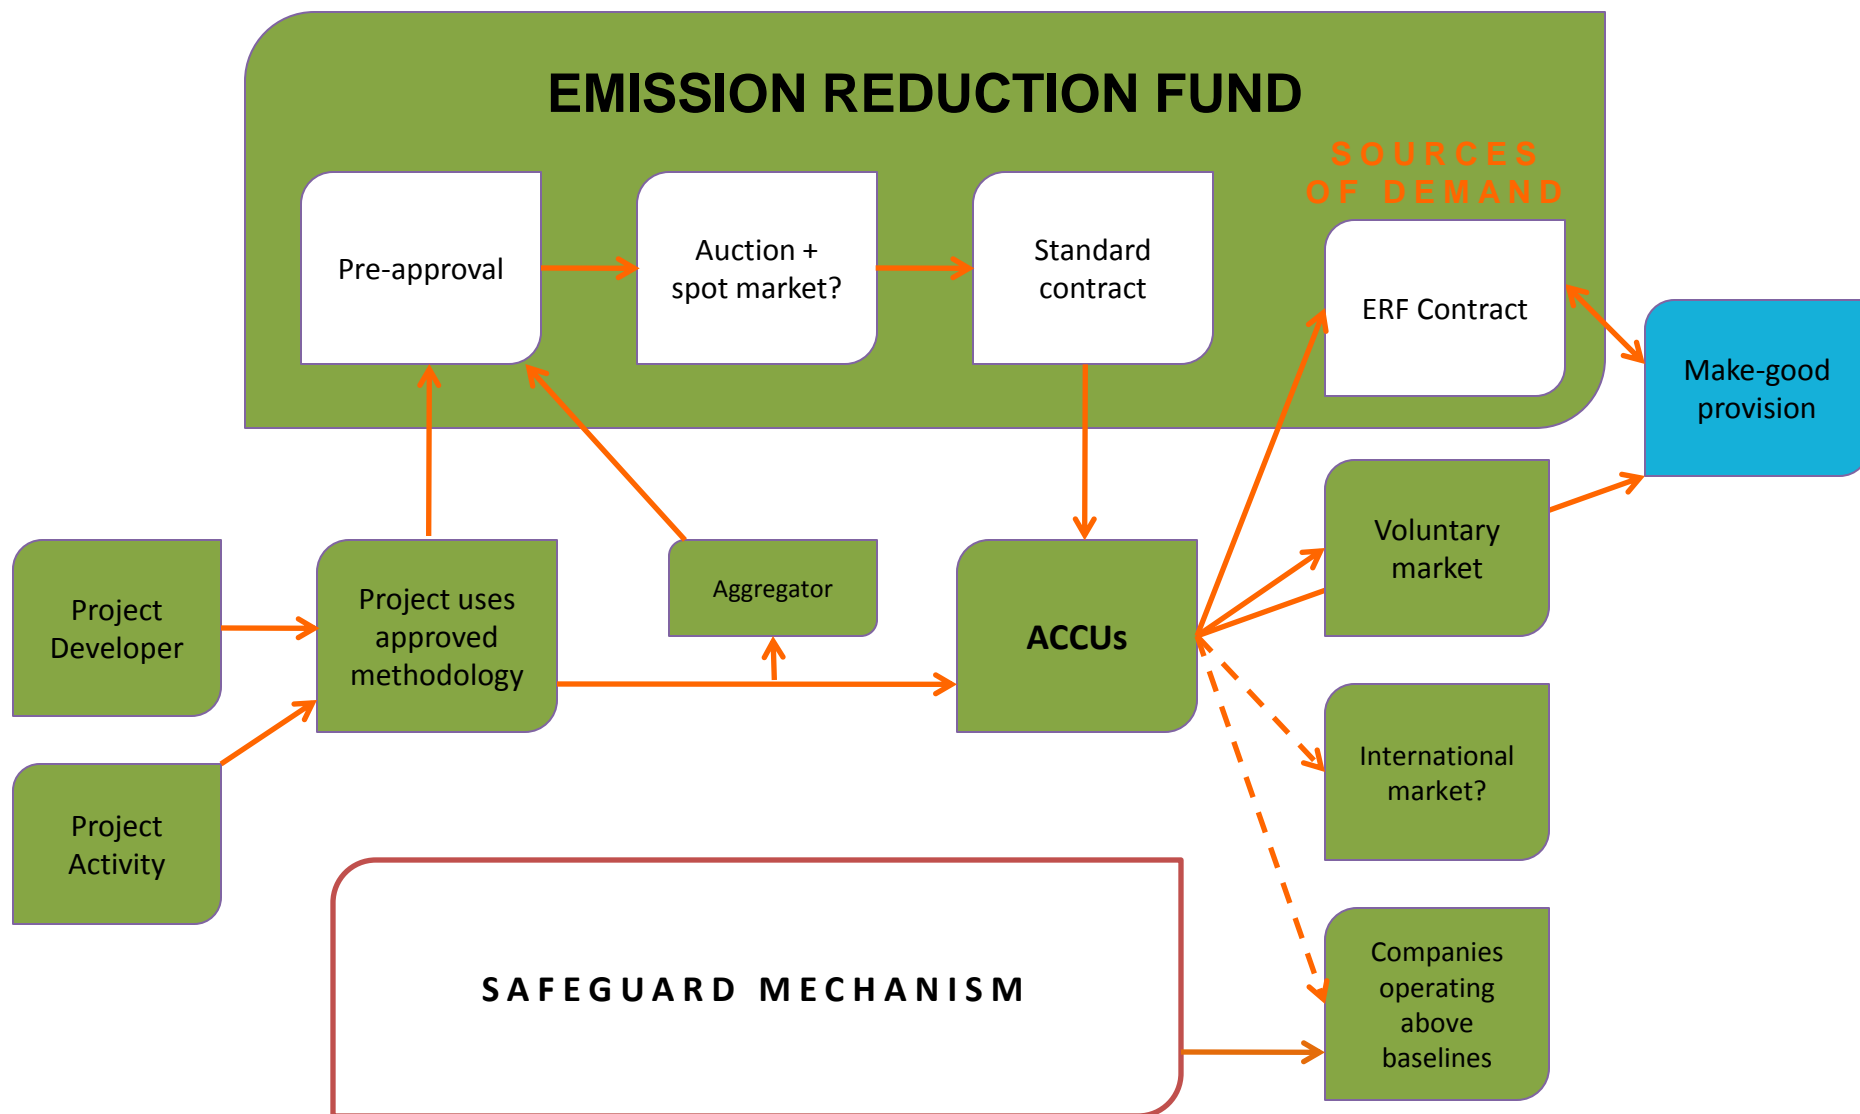 EMISSION REDUCTION FUND
SOURCES
OF DEMAND
Pre-approval
Auction +
spot market?
Standard
contract
ERF Contract
Make-good
provision
Project
Developer
Project uses
approved
methodology
Aggregator
ACCUs
Voluntary
market
Project
Activity
International
market?
SAFEGUARD MECHANISM
Companies
operating
above
baselines